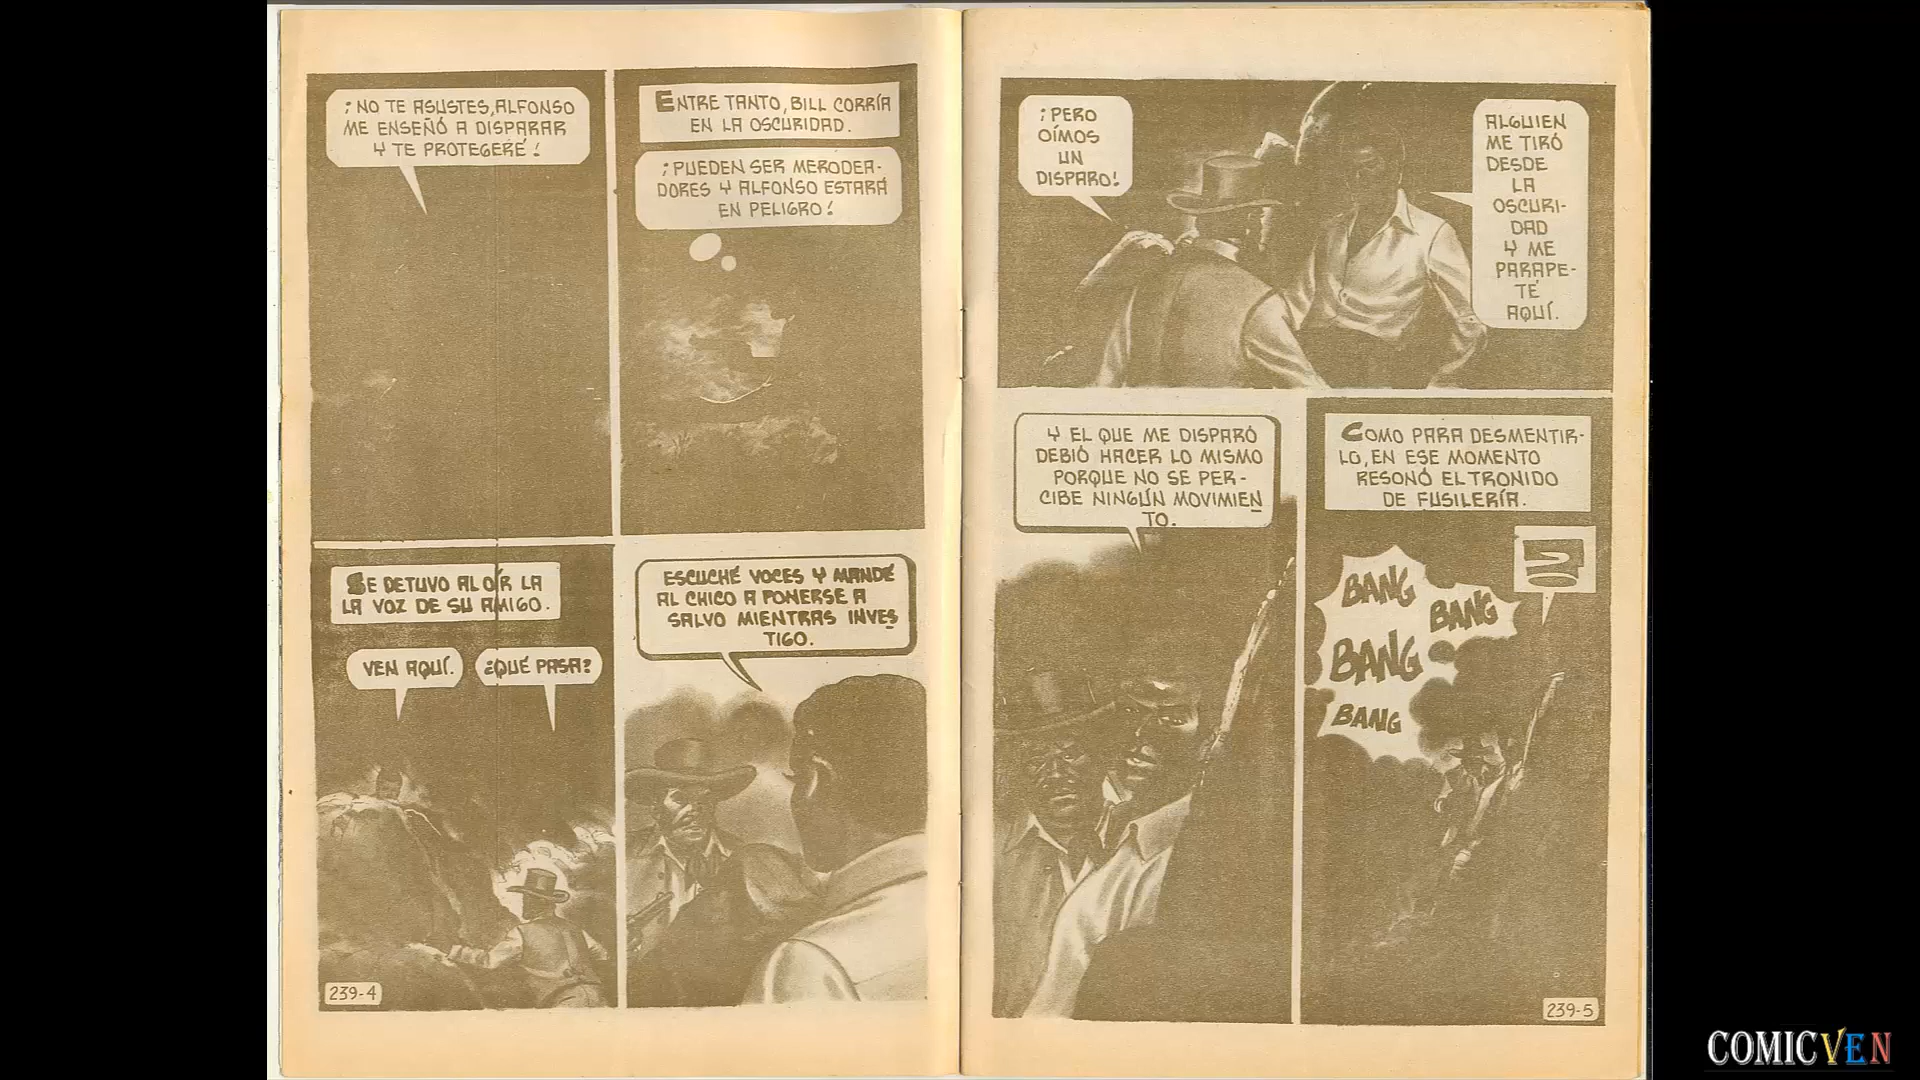 ¡NO TE ASUSTES, ALFONSO
ME ENSEÑÓ A DISPARAR
Y TE PROTEGERÉ!
ENTRE TANTO, BILL CORRÍA
EN LA OSCURIDAD.
¡PUEDEN SER MERODEA-
DORES Y ALFONSO ESTARÁ
EN PELIGRO!
SE DETUVO AL OÍR LA
LA VOZ DE SU AMIGO.
VEN AQUÍ.
¿QUÉ PASA?
ESCUCHÉ VOCES Y MANDÉ
AL CHICO A PONERSE A
SALVO MIENTRAS INVES
TIGO.
239-4
¡PERO
OÍMOS
UN
DISPARO!
ALGUIEN
ME TIRÓ
DESDE
LA
OSCURI-
DAD
Y ME
PARAPE-
TÉ
AQUÍ.
Y EL QUE ME DISPARÓ
DEBIÓ HACER LO MISMO
PORQUE NO SE PER-
CIBE NINGÚN MOVIMIEN
TO.
COMO PARA DESMENTIR-
LO, EN ESE MOMENTO
RESONÓ EL TRONIDO
DE FUSILERÍA.
BANG
BANG
BANG
BANG
239-5
COMICVEN